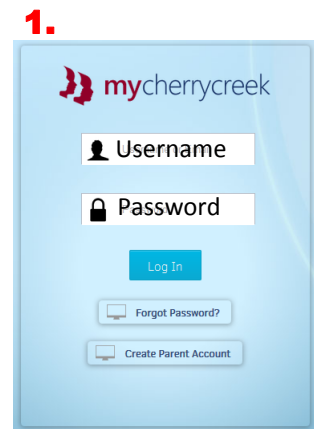 1.
mycherrycreek
Username
Password
Log In
Forgot Password?
Create Parent Account